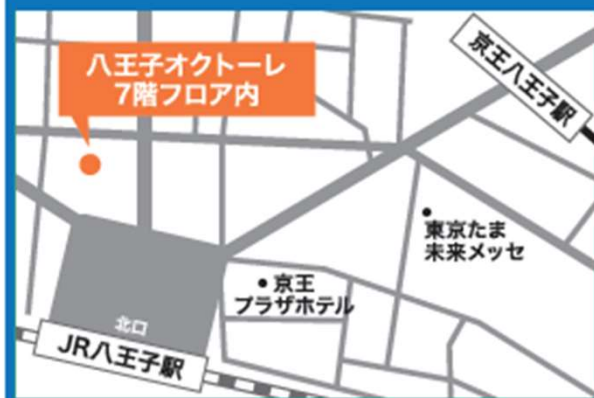 八王子オクトーレ
7階フロア内
京王八王子駅
東京たま
未来メッセ
京王
プラザホテル
北口
JR八王子駅